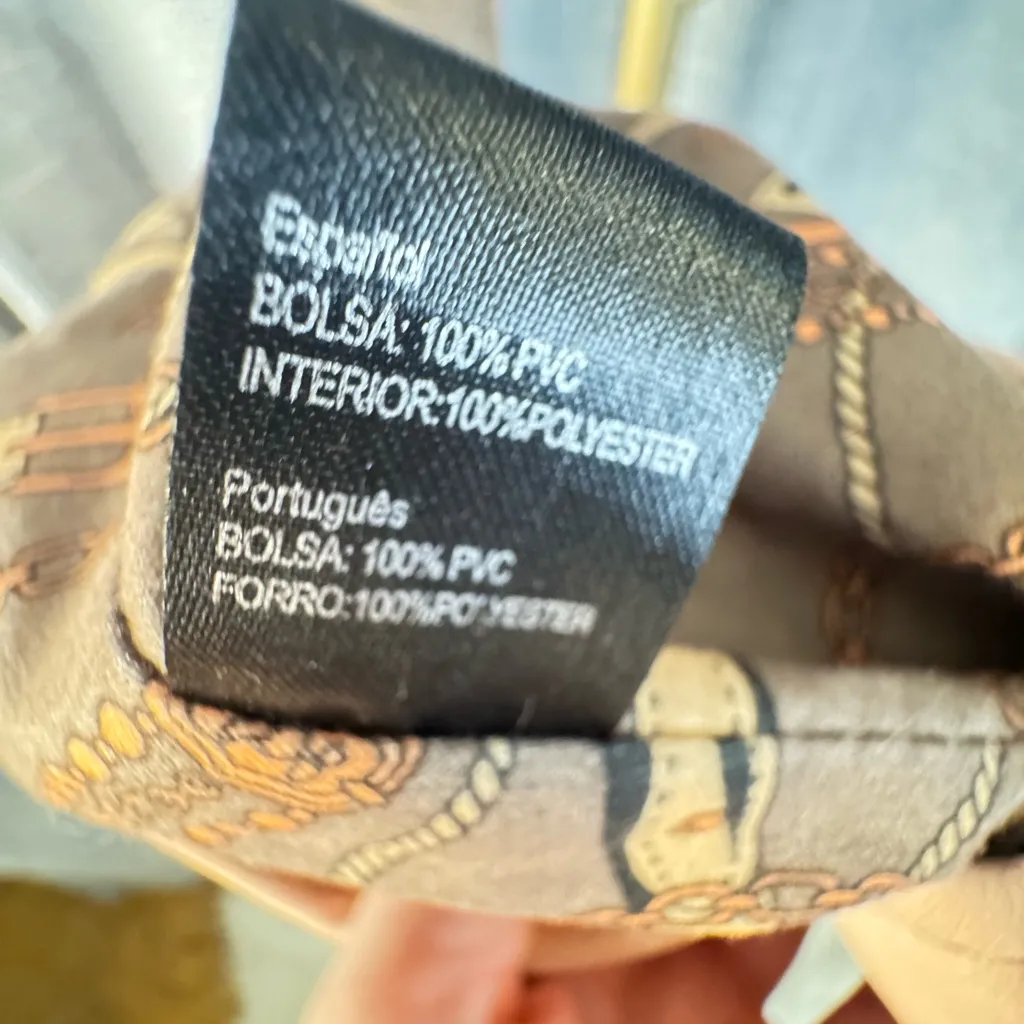 Español
BOLSA: 100% PVC
INTERIOR:100%POLYESTER
Português
BOLSA: 100% PVC
FORRO:100%POLYESTER